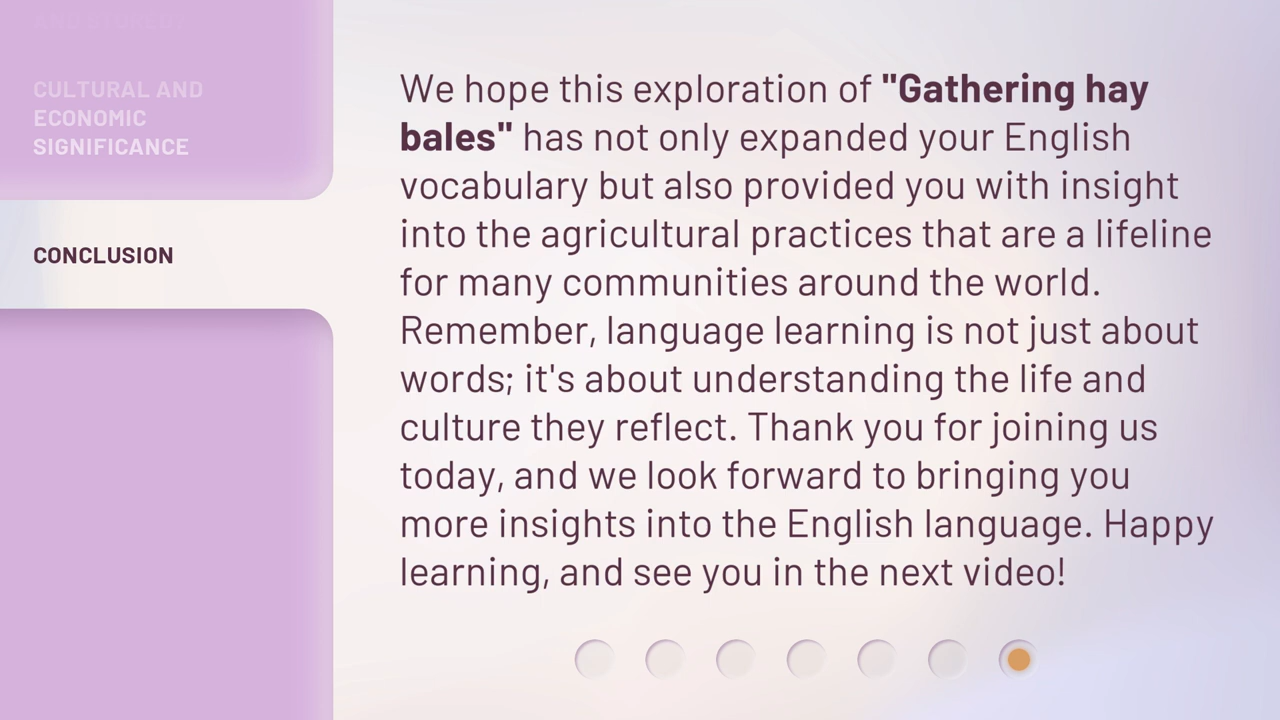 CULTURAL AND
ECONOMIC
SIGNIFICANCE
CONCLUSION
We hope this exploration of "Gathering hay
bales" has not only expanded your English
vocabulary but also provided you with insight
into the agricultural practices that are a lifeline
for many communities around the world.
Remember, language learning is not just about
words; it's about understanding the life and
culture they reflect. Thank you for joining us
today, and we look forward to bringing you
more insights into the English language. Happy
learning, and see you in the next video!